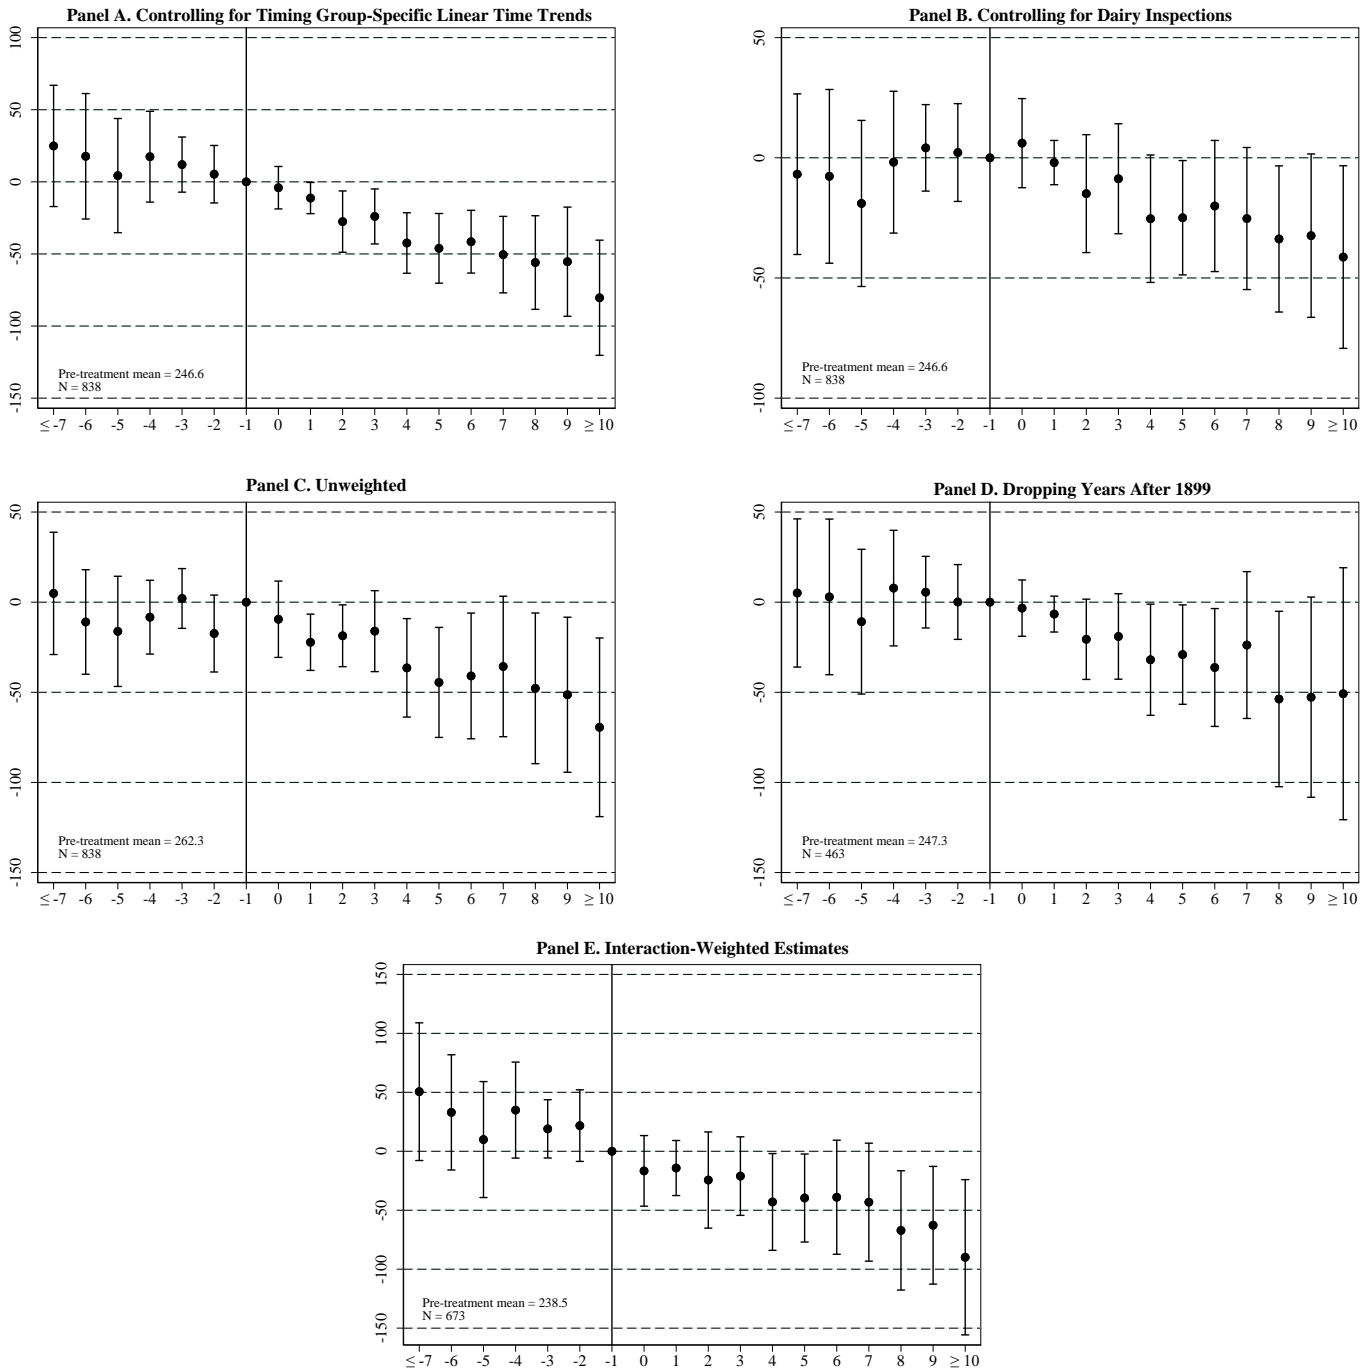 Panel A. Controlling for Timing Group-Specific Linear Time Trends
100
50
0
-50
-100
-150
Pre-treatment mean = 246.6
N = 838
≤ -7 -6 -5 -4 -3 -2 -1 0 1 2 3 4 5 6 7 8 9 ≥ 10
Panel B. Controlling for Dairy Inspections
50
0
-50
-100
Pre-treatment mean = 246.6
N = 838
≤ -7 -6 -5 -4 -3 -2 -1 0 1 2 3 4 5 6 7 8 9 ≥ 10
Panel C. Unweighted
50
0
-50
-100
-150
Pre-treatment mean = 262.3
N = 838
≤ -7 -6 -5 -4 -3 -2 -1 0 1 2 3 4 5 6 7 8 9 ≥ 10
Panel D. Dropping Years After 1899
50
0
-50
-100
-150
Pre-treatment mean = 247.3
N = 463
≤ -7 -6 -5 -4 -3 -2 -1 0 1 2 3 4 5 6 7 8 9 ≥ 10
Panel E. Interaction-Weighted Estimates
150
100
50
0
-50
-100
-150
Pre-treatment mean = 238.5
N = 673
≤ -7 -6 -5 -4 -3 -2 -1 0 1 2 3 4 5 6 7 8 9 ≥ 10